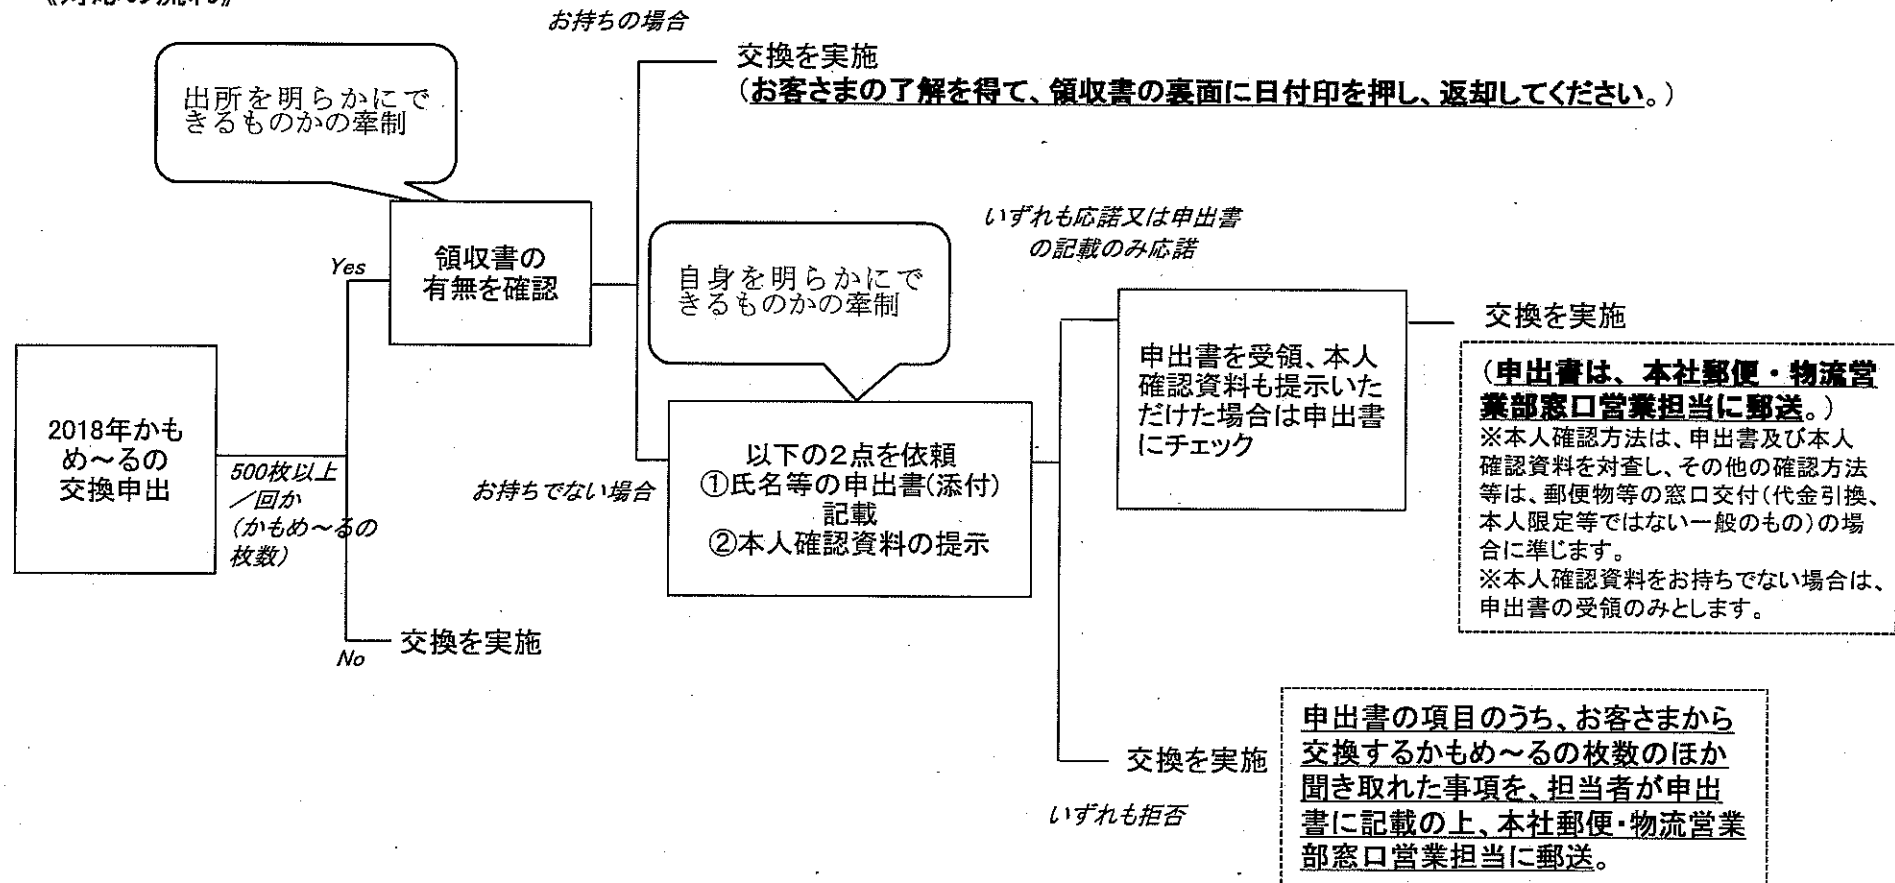 《対応の流れ》
お持ちの場合
交換を実施
（お客さまの了解を得て、領収書の裏面に日付印を押し、返却してください。）
出所を明らかにで
きるものかの牽制
領収書の
有無を確認
Yes
いずれも応諾又は申出書
の記載のみ応諾
自身を明らかにで
きるものかの牽制
2018年かも
め～るの
交換申出
500枚以上
／回か
（かもめ～るの
枚数）
お持ちでない場合
以下の２点を依頼
①氏名等の申出書(添付)
記載
②本人確認資料の提示
申出書を受領、本人
確認資料も提示いた
だけた場合は申出書
にチェック
交換を実施
（申出書は、本社郵便・物流営
業部窓口営業担当に郵送。）
※本人確認方法は、申出書及び本人
確認資料を対査し、その他の確認方法
等は、郵便物等の窓口交付（代金引換、
本人限定等ではない一般のもの）の場
合に準じます。
※本人確認資料をお持ちでない場合は、
申出書の受領のみとします。
No
交換を実施
交換を実施
いずれも拒否
申出書の項目のうち、お客さまから
交換するかもめ～るの枚数のほか
聞き取れた事項を、担当者が申出
書に記載の上、本社郵便・物流営業
部窓口営業担当に郵送。